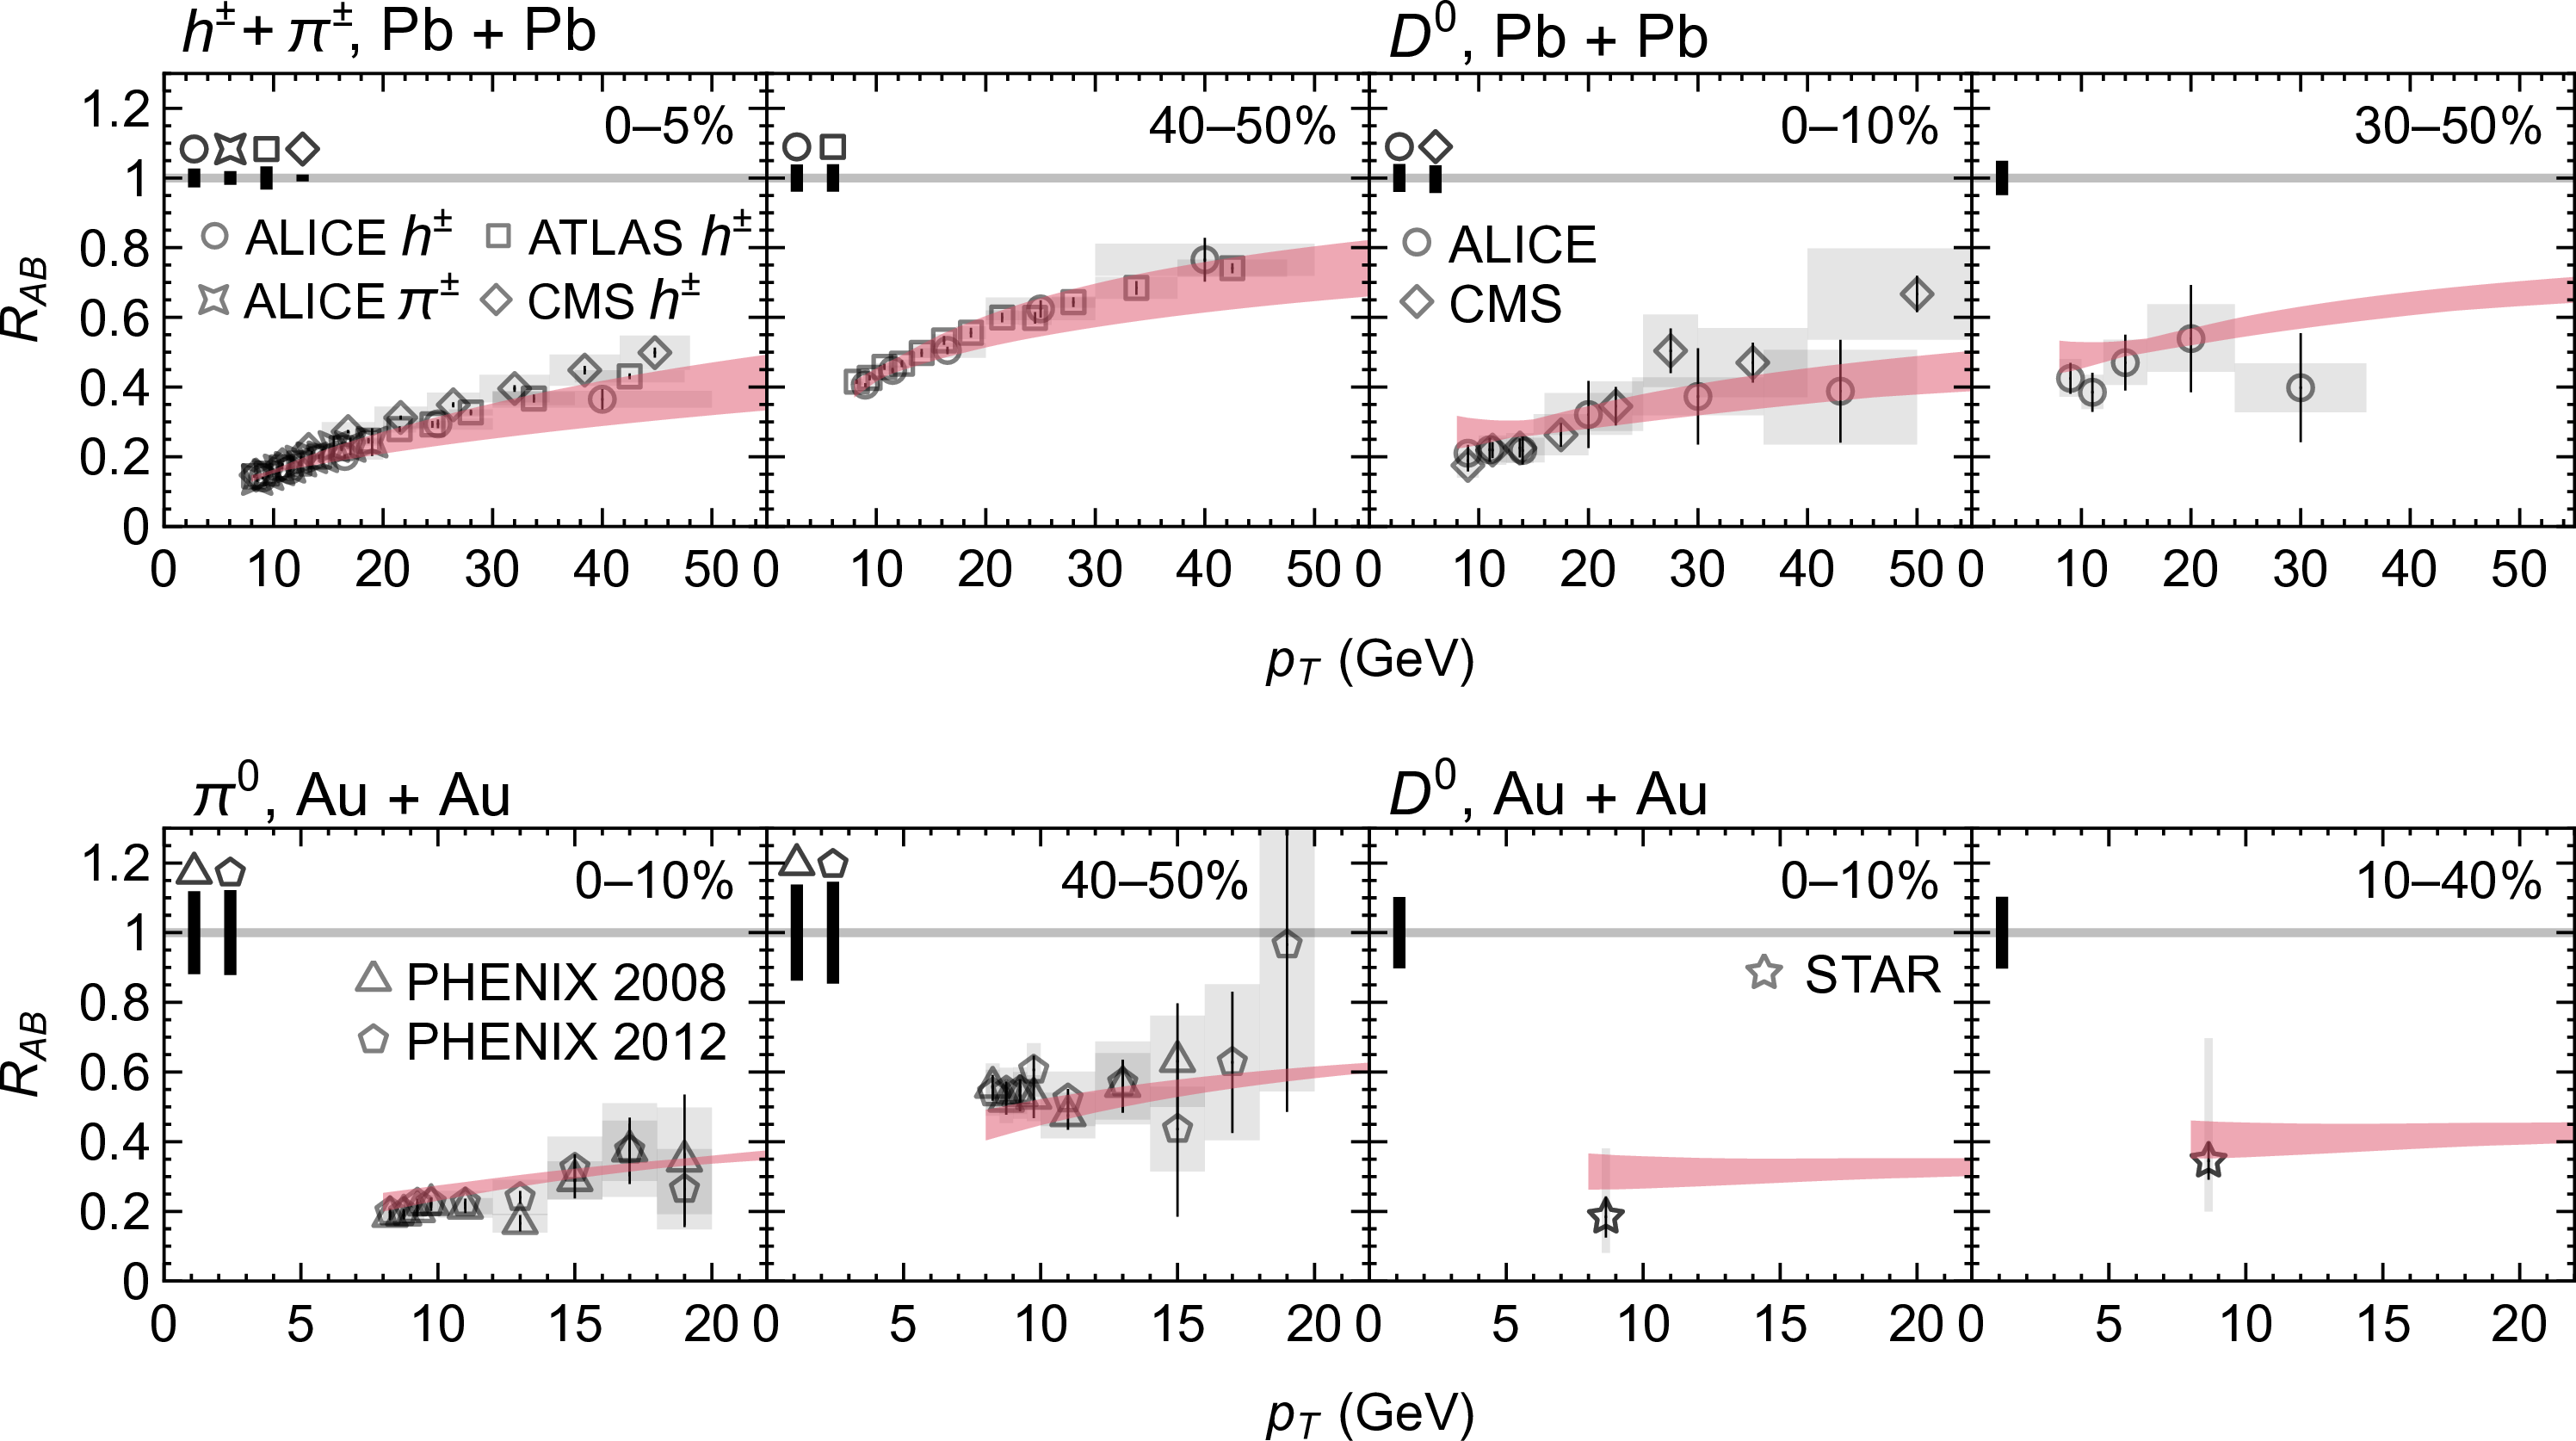 h± + π±, Pb + Pb
D⁰, Pb + Pb
0–5%
40–50%
0–10%
30–50%
1.2
1
0.8
0.6
0.4
0.2
0
R_AB
ALICE h±
ATLAS h±
ALICE π±
CMS h±
ALICE
CMS
0 10 20 30 40 50 0 10 20 30 40 50 0 10 20 30 40 50 0 10 20 30 40 50
p_T (GeV)
π⁰, Au + Au
D⁰, Au + Au
0–10%
40–50%
0–10%
10–40%
1.2
1
0.8
0.6
0.4
0.2
0
R_AB
PHENIX 2008
PHENIX 2012
STAR
0 5 10 15 20 0 5 10 15 20 0 5 10 15 20 0 5 10 15 20
p_T (GeV)